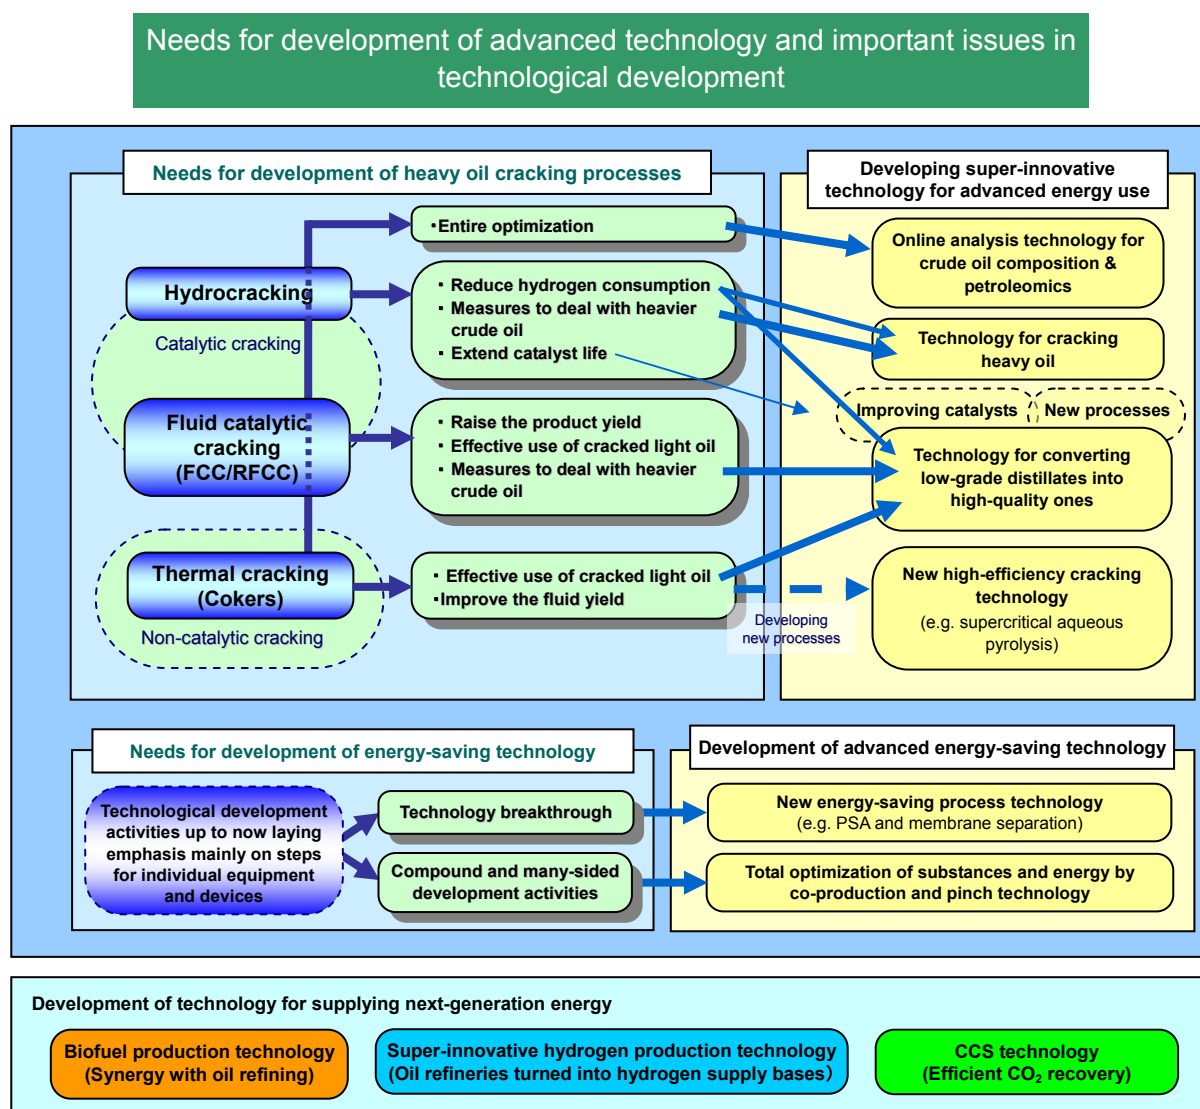 Needs for development of advanced technology and important issues in
technological development
Needs for development of heavy oil cracking processes
Developing super-innovative
technology for advanced energy use
・Entire optimization
Online analysis technology for
crude oil composition &
petroleomics
Hydrocracking
・ Reduce hydrogen consumption
・ Measures to deal with heavier
crude oil
・ Extend catalyst life
Technology for cracking
heavy oil
Catalytic cracking
Improving catalysts
New processes
Fluid catalytic
cracking
(FCC/RFCC)
・ Raise the product yield
・ Effective use of cracked light oil
・ Measures to deal with heavier
crude oil
Technology for converting
low-grade distillates into
high-quality ones
Thermal cracking
(Cokers)
Non-catalytic cracking
・ Effective use of cracked light oil
・Improve the fluid yield
Developing
new processes
New high-efficiency cracking
technology
(e.g. supercritical aqueous
pyrolysis)
Needs for development of energy-saving technology
Development of advanced energy-saving technology
Technological development
activities up to now laying
emphasis mainly on steps
for individual equipment
and devices
Technology breakthrough
New energy-saving process technology
(e.g. PSA and membrane separation)
Compound and many-sided
development activities
Total optimization of substances and energy by
co-production and pinch technology
Development of technology for supplying next-generation energy
Biofuel production technology
(Synergy with oil refining)
Super-innovative hydrogen production technology
(Oil refineries turned into hydrogen supply bases）
CCS technology
(Efficient CO₂ recovery)